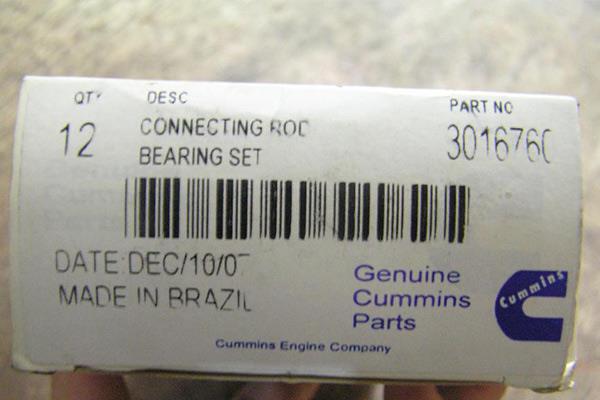 QTY DESC PART NO
12 CONNECTING ROD 3016760
BEARING SET
DATE:DEC/10/07
MADE IN BRAZIL
Genuine
Cummins
Parts
Cummins
Cummins Engine Company